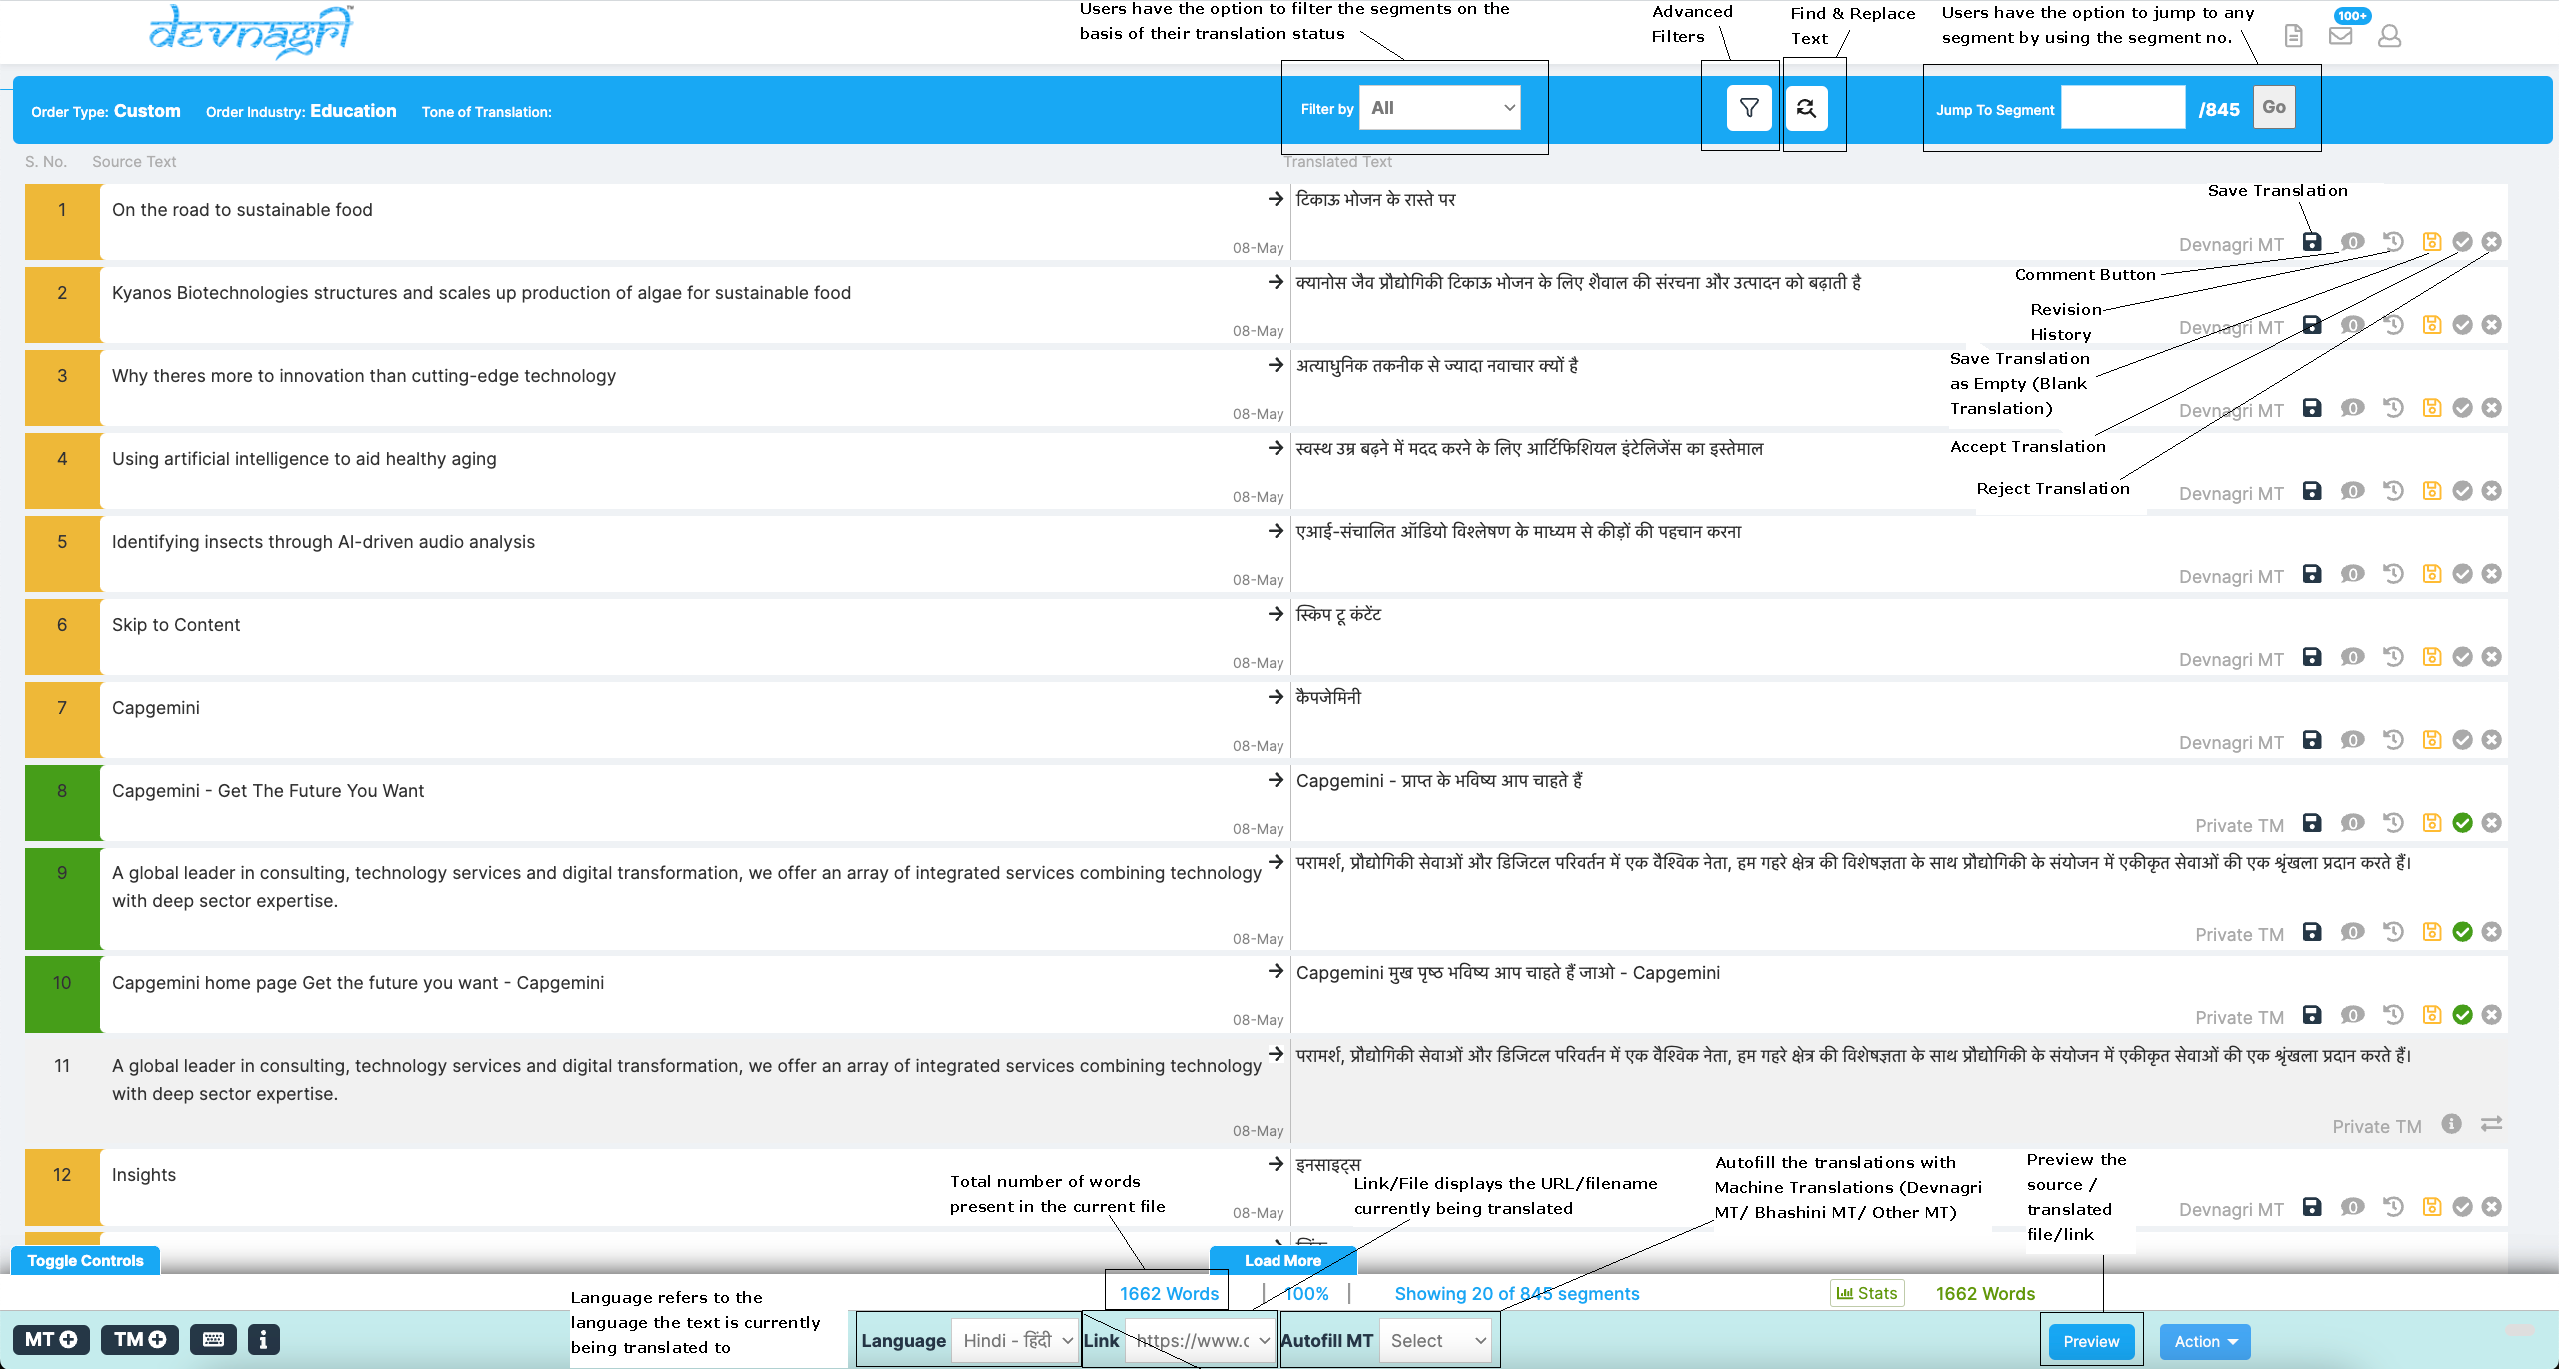 devnagri™
Users have the option to filter the segments on the
basis of their translation status
Advanced
Filters
Find & Replace
Text
Users have the option to jump to any
segment by using the segment no.
100+
Order Type: Custom Order Industry: Education Tone of Translation:
Filter by All
Jump To Segment /845 Go
S. No. Source Text Translated Text
1 On the road to sustainable food टिकाऊ भोजन के रास्ते पर
Save Translation
08-May Devnagri MT 0
Comment Button
2 Kyanos Biotechnologies structures and scales up production of algae for sustainable food क्यानोस जैव प्रौद्योगिकी टिकाऊ भोजन के लिए शैवाल की संरचना और उत्पादन को बढ़ाती है
Revision
History
08-May Devnagri MT 0
3 Why theres more to innovation than cutting-edge technology अत्याधुनिक तकनीक से ज्यादा नवाचार क्यों है
Save Translation
as Empty (Blank
Translation)
08-May Devnagri MT 0
4 Using artificial intelligence to aid healthy aging स्वस्थ उम्र बढ़ने में मदद करने के लिए आर्टिफिशियल इंटेलिजेंस का इस्तेमाल
Accept Translation
Reject Translation
08-May Devnagri MT 0
5 Identifying insects through AI-driven audio analysis एआई-संचालित ऑडियो विश्लेषण के माध्यम से कीड़ों की पहचान करना
08-May Devnagri MT 0
6 Skip to Content स्किप टू कंटेंट
08-May Devnagri MT 0
7 Capgemini कैपजेमिनी
08-May Devnagri MT 0
8 Capgemini - Get The Future You Want Capgemini - प्राप्त के भविष्य आप चाहते हैं
08-May Private TM 0
9 A global leader in consulting, technology services and digital transformation, we offer an array of integrated services combining technology परामर्श, प्रौद्योगिकी सेवाओं और डिजिटल परिवर्तन में एक वैश्विक नेता, हम गहरे क्षेत्र की विशेषज्ञता के साथ प्रौद्योगिकी के संयोजन में एकीकृत सेवाओं की एक श्रृंखला प्रदान करते हैं।
with deep sector expertise.
08-May Private TM 0
10 Capgemini home page Get the future you want - Capgemini Capgemini मुख पृष्ठ भविष्य आप चाहते हैं जाओ - Capgemini
08-May Private TM 0
11 A global leader in consulting, technology services and digital transformation, we offer an array of integrated services combining technology परामर्श, प्रौद्योगिकी सेवाओं और डिजिटल परिवर्तन में एक वैश्विक नेता, हम गहरे क्षेत्र की विशेषज्ञता के साथ प्रौद्योगिकी के संयोजन में एकीकृत सेवाओं की एक श्रृंखला प्रदान करते हैं।
with deep sector expertise.
08-May Private TM
12 Insights इनसाइट्स
08-May Devnagri MT 0
Total number of words
present in the current file
Link/File displays the URL/filename
currently being translated
Autofill the translations with
Machine Translations (Devnagri
MT/ Bhashini MT/ Other MT)
Preview the
source /
translated
file/link
Toggle Controls Load More
1662 Words | 100% | Showing 20 of 845 segments Stats 1662 Words
Language refers to the
language the text is currently
being translated to
MT TM Language Hindi - हिंदी Link https://www.c Autofill MT Select Preview Action